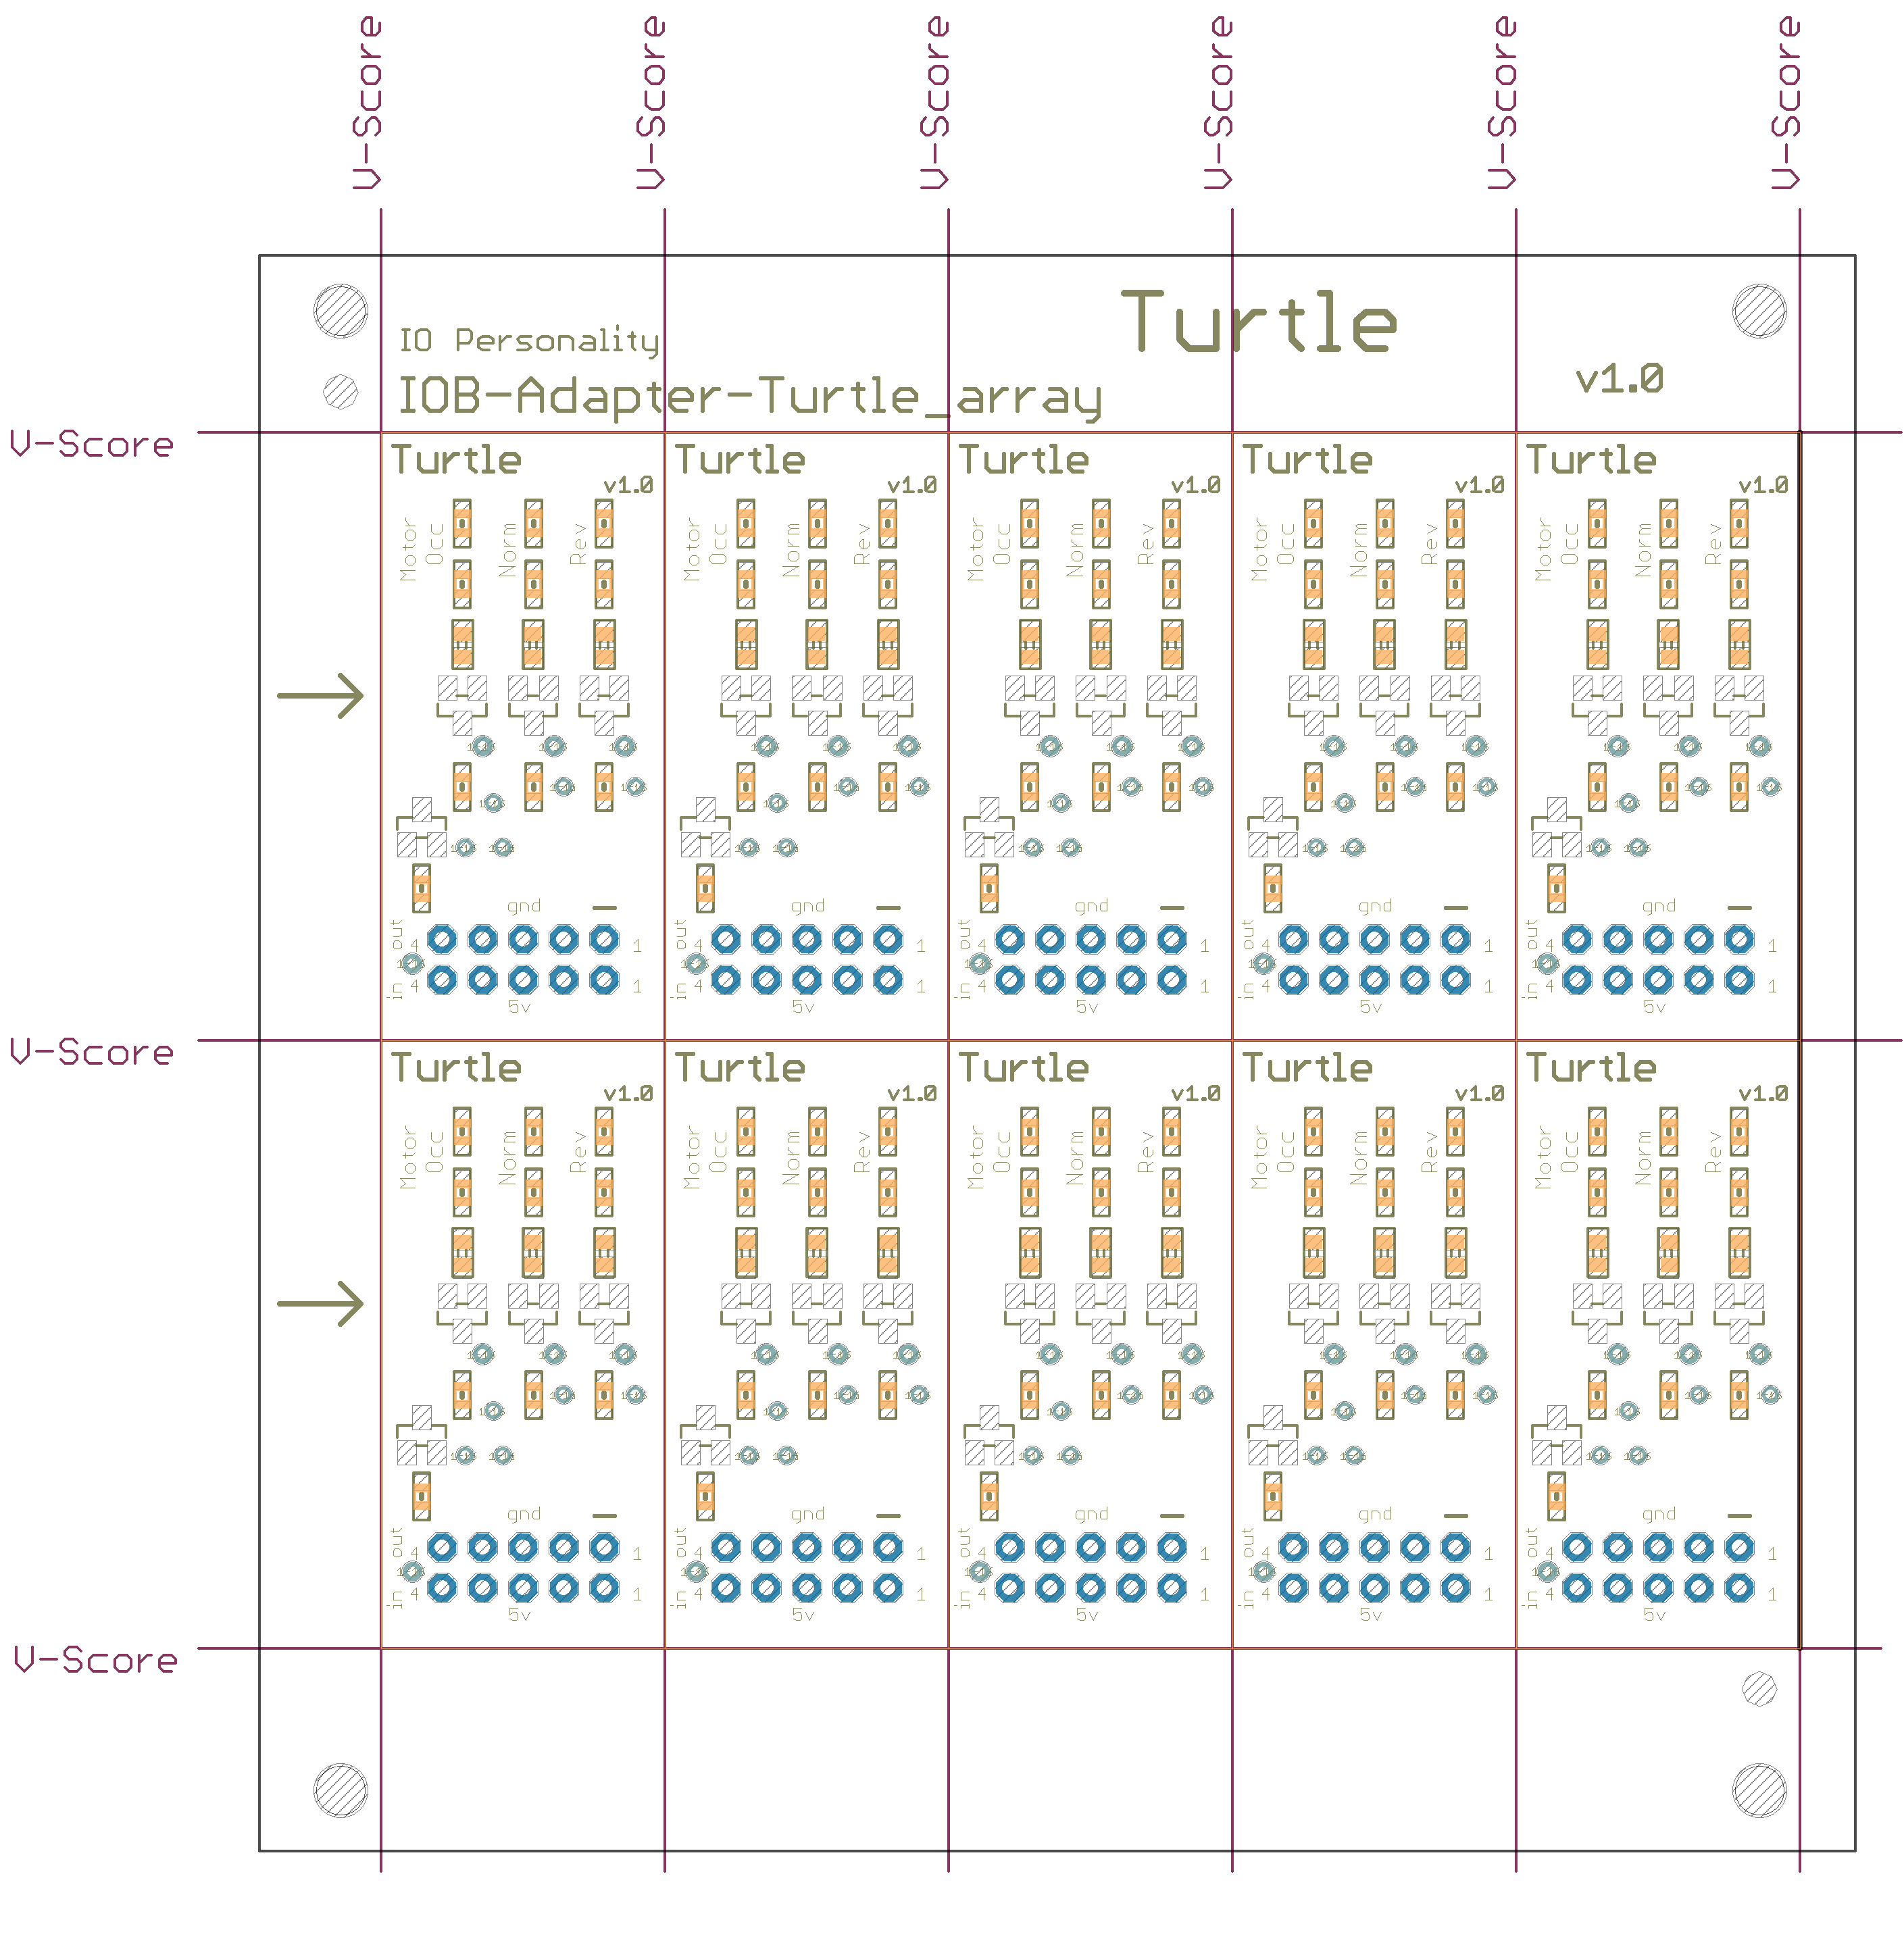 V-Score
V-Score
V-Score
V-Score
V-Score
V-Score
Turtle
IO Personality
v1.0
IOB-Adapter-Turtle_array
V-Score
Turtle
v1.0
Motor
Occ
Norm
Rev
gnd
out 4 1
in 4 1
5v
Turtle
v1.0
Motor
Occ
Norm
Rev
gnd
out 4 1
in 4 1
5v
Turtle
v1.0
Motor
Occ
Norm
Rev
gnd
out 4 1
in 4 1
5v
Turtle
v1.0
Motor
Occ
Norm
Rev
gnd
out 4 1
in 4 1
5v
Turtle
v1.0
Motor
Occ
Norm
Rev
gnd
out 4 1
in 4 1
5v
V-Score
Turtle
v1.0
Motor
Occ
Norm
Rev
gnd
out 4 1
in 4 1
5v
Turtle
v1.0
Motor
Occ
Norm
Rev
gnd
out 4 1
in 4 1
5v
Turtle
v1.0
Motor
Occ
Norm
Rev
gnd
out 4 1
in 4 1
5v
Turtle
v1.0
Motor
Occ
Norm
Rev
gnd
out 4 1
in 4 1
5v
Turtle
v1.0
Motor
Occ
Norm
Rev
gnd
out 4 1
in 4 1
5v
V-Score